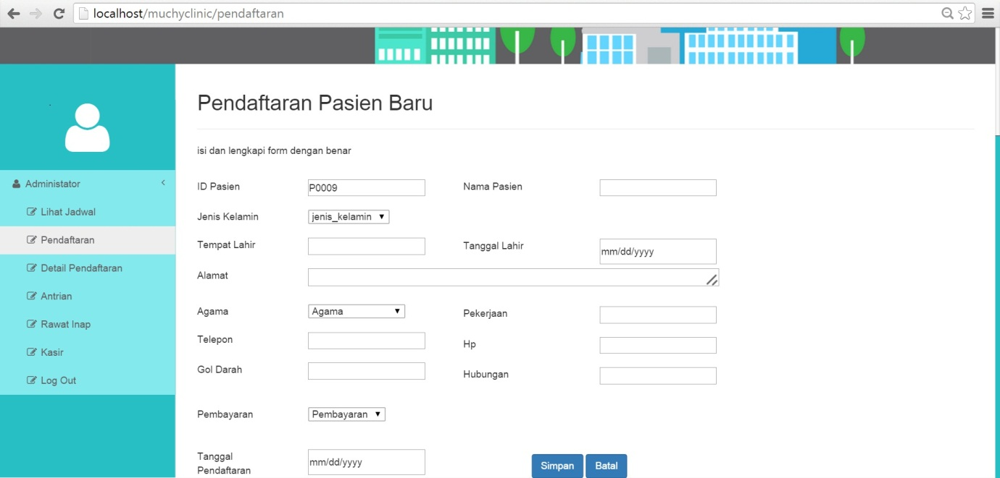 localhost/muchyclinic/pendaftaran
Administator
Lihat Jadwal
Pendaftaran
Detail Pendaftaran
Antrian
Rawat Inap
Kasir
Log Out
Pendaftaran Pasien Baru
isi dan lengkapi form dengan benar
ID Pasien P0009 Nama Pasien
Jenis Kelamin jenis_kelamin
Tempat Lahir Tanggal Lahir mm/dd/yyyy
Alamat
Agama Agama Pekerjaan
Telepon Hp
Gol Darah Hubungan
Pembayaran Pembayaran
Tanggal
Pendaftaran mm/dd/yyyy Simpan Batal